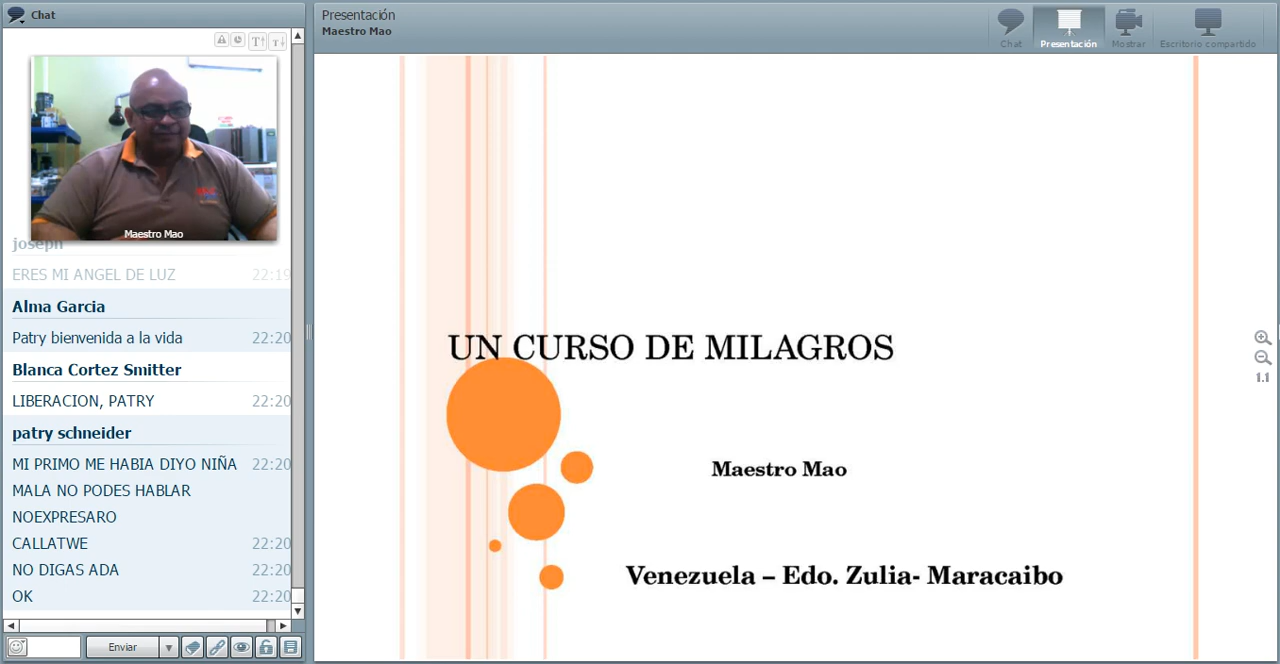 Chat
Maestro Mao
joseph
ERES MI ANGEL DE LUZ 22:19
Alma Garcia
Patry bienvenida a la vida 22:20
Blanca Cortez Smitter
LIBERACION, PATRY 22:20
patry schneider
MI PRIMO ME HABIA DIYO NIÑA 22:20
MALA NO PODES HABLAR
NOEXPRESARO
CALLATWE 22:20
NO DIGAS ADA 22:20
OK 22:20
Enviar
Presentación
Maestro Mao
Chat
Presentación
Mostrar
Escritorio compartido
UN CURSO DE MILAGROS
Maestro Mao
Venezuela – Edo. Zulia- Maracaibo
1.1